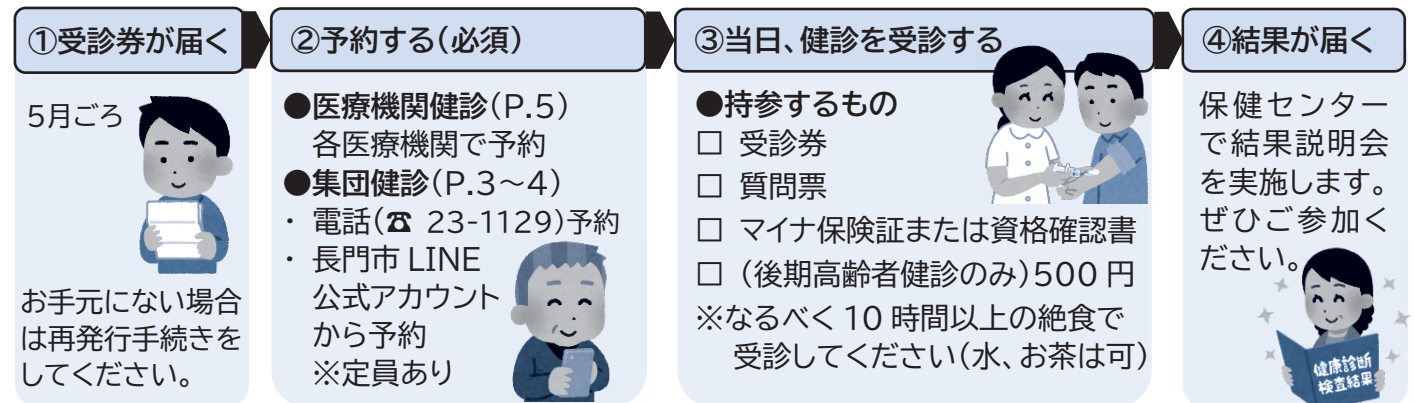 ①受診券が届く
5月ごろ
お手元にない場合
は再発行手続きを
してください。
②予約する(必須)
●医療機関健診(P.5)
各医療機関で予約
●集団健診(P.3~4)
・ 電話(☎ 23-1129)予約
・ 長門市 LINE
公式アカウント
から予約
※定員あり
③当日、健診を受診する
●持参するもの
□ 受診券
□ 質問票
□ マイナ保険証または資格確認書
□ (後期高齢者健診のみ)500 円
※なるべく 10 時間以上の絶食で
受診してください(水、お茶は可)
④結果が届く
保健センター
で結果説明会
を実施します。
ぜひご参加く
ださい。
健康診断
検査結果